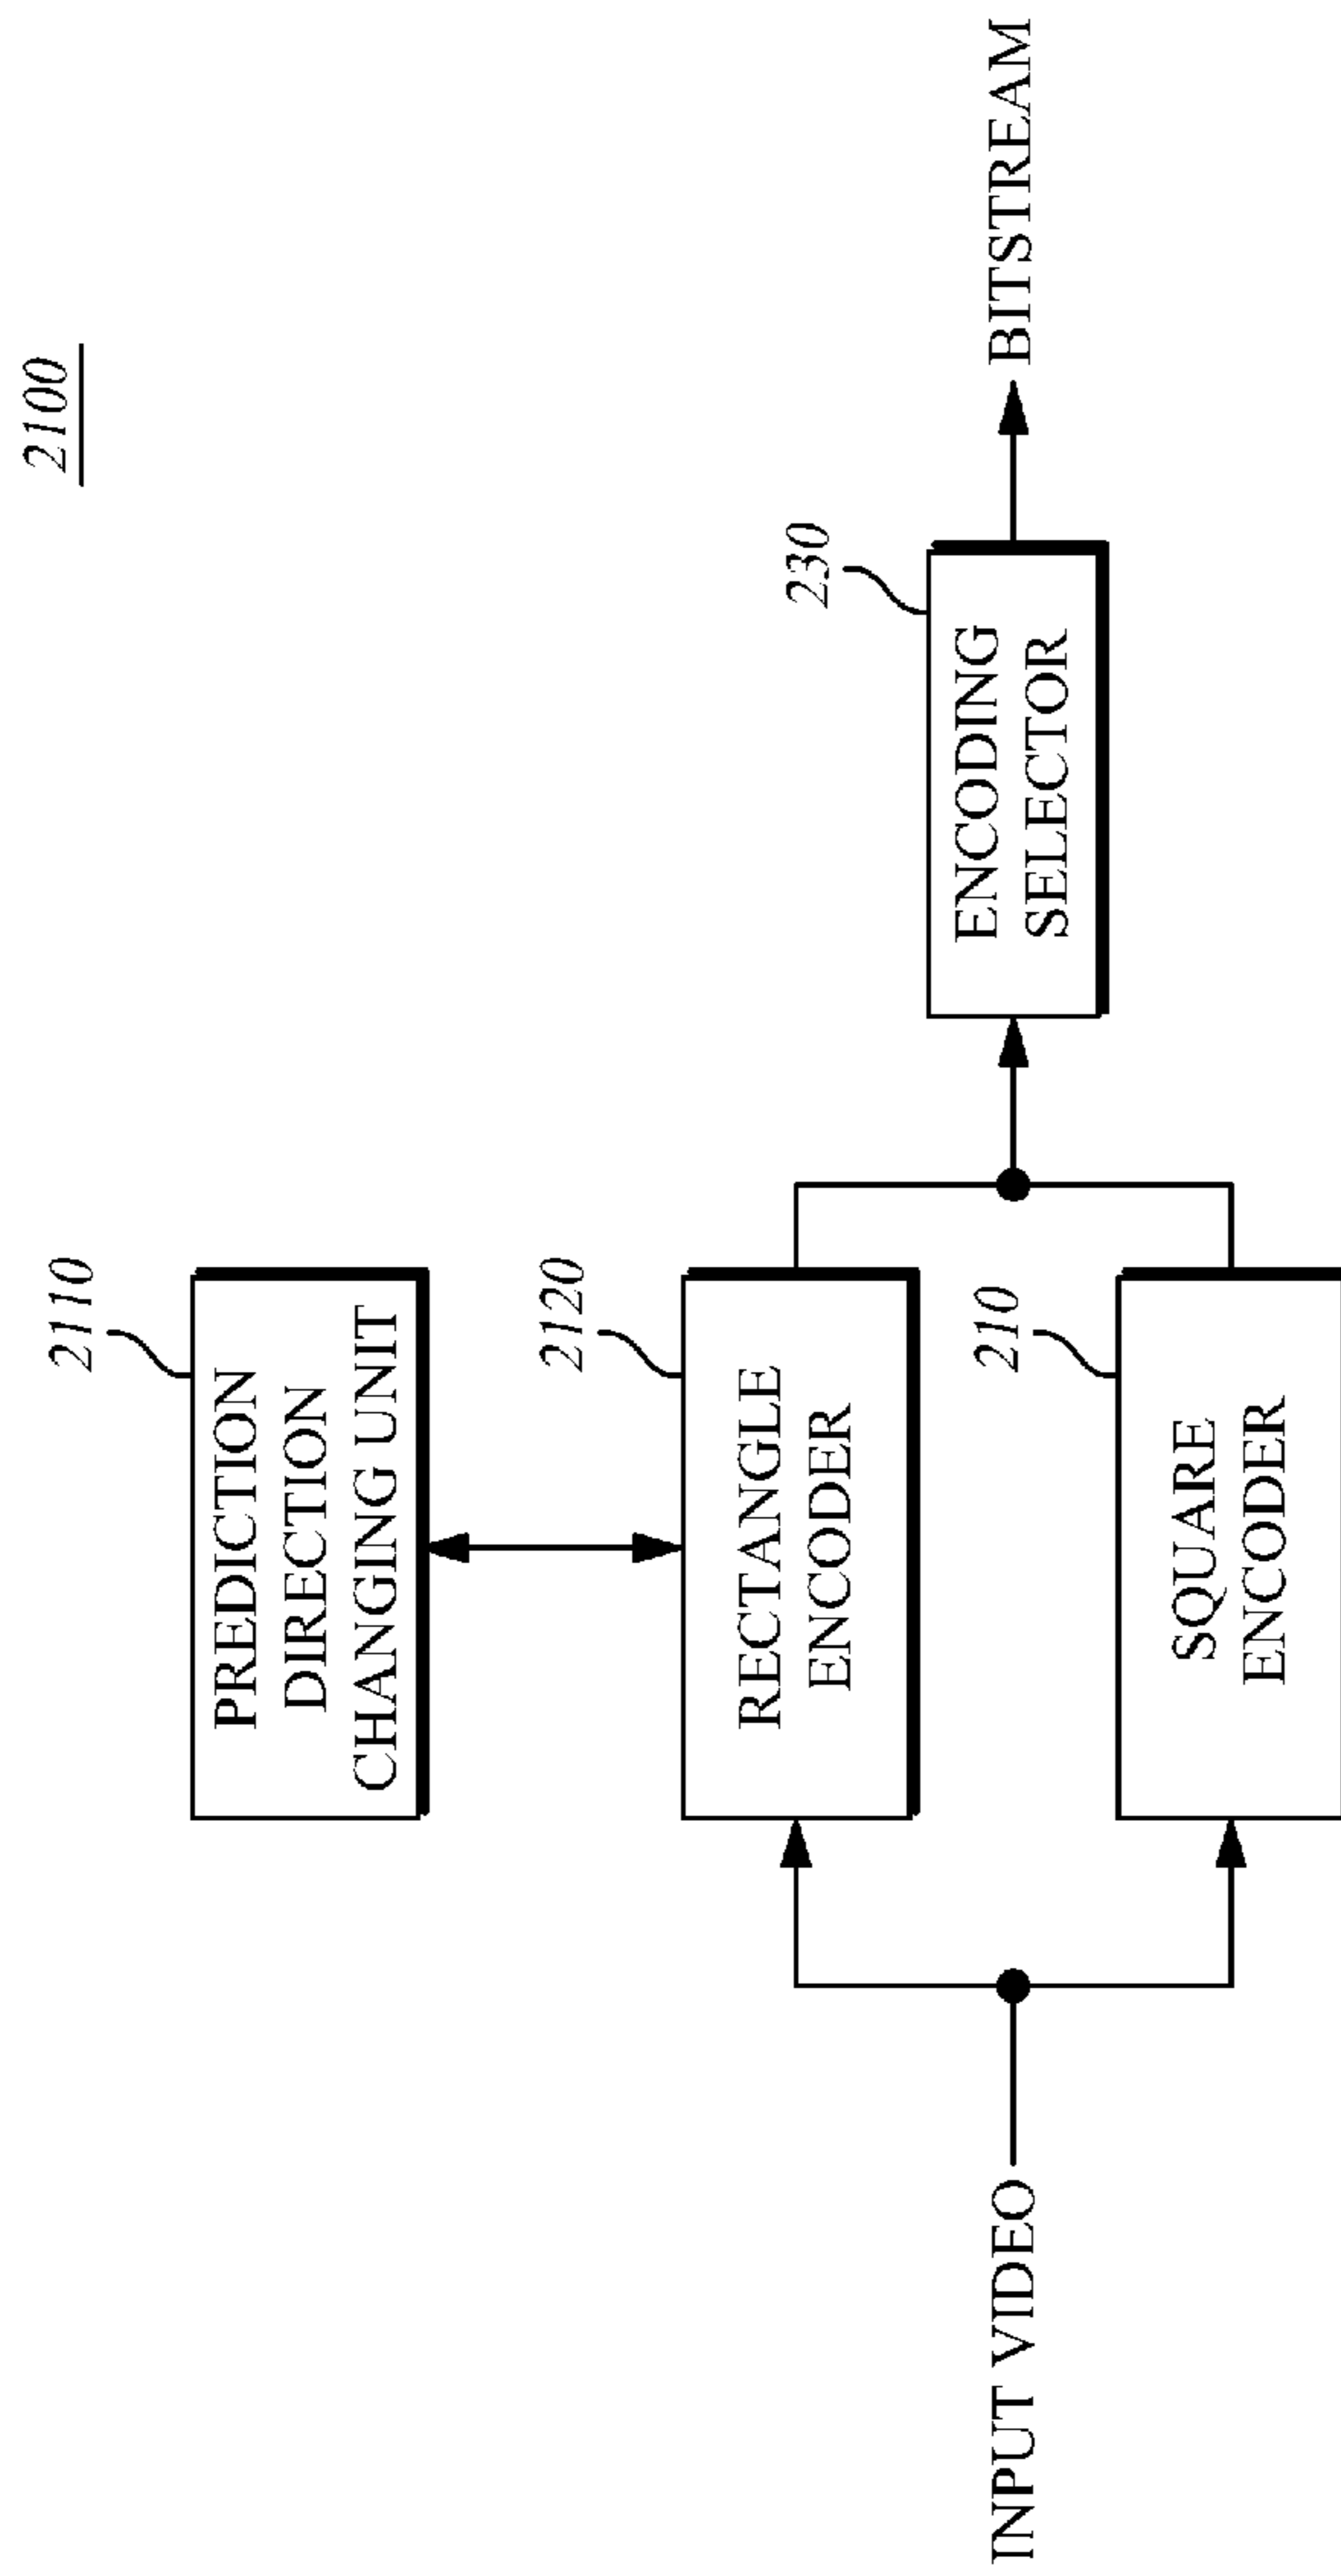 2100
2110
PREDICTION
DIRECTION
CHANGING UNIT
2120
RECTANGLE
ENCODER
230
ENCODING
SELECTOR
INPUT VIDEO
BITSTREAM
210
SQUARE
ENCODER